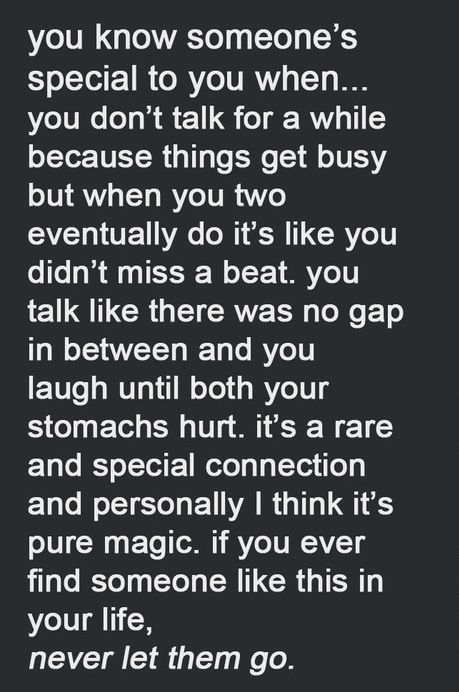 you know someone’s
special to you when...
you don’t talk for a while
because things get busy
but when you two
eventually do it’s like you
didn’t miss a beat. you
talk like there was no gap
in between and you
laugh until both your
stomachs hurt. it’s a rare
and special connection
and personally I think it’s
pure magic. if you ever
find someone like this in
your life,
never let them go.